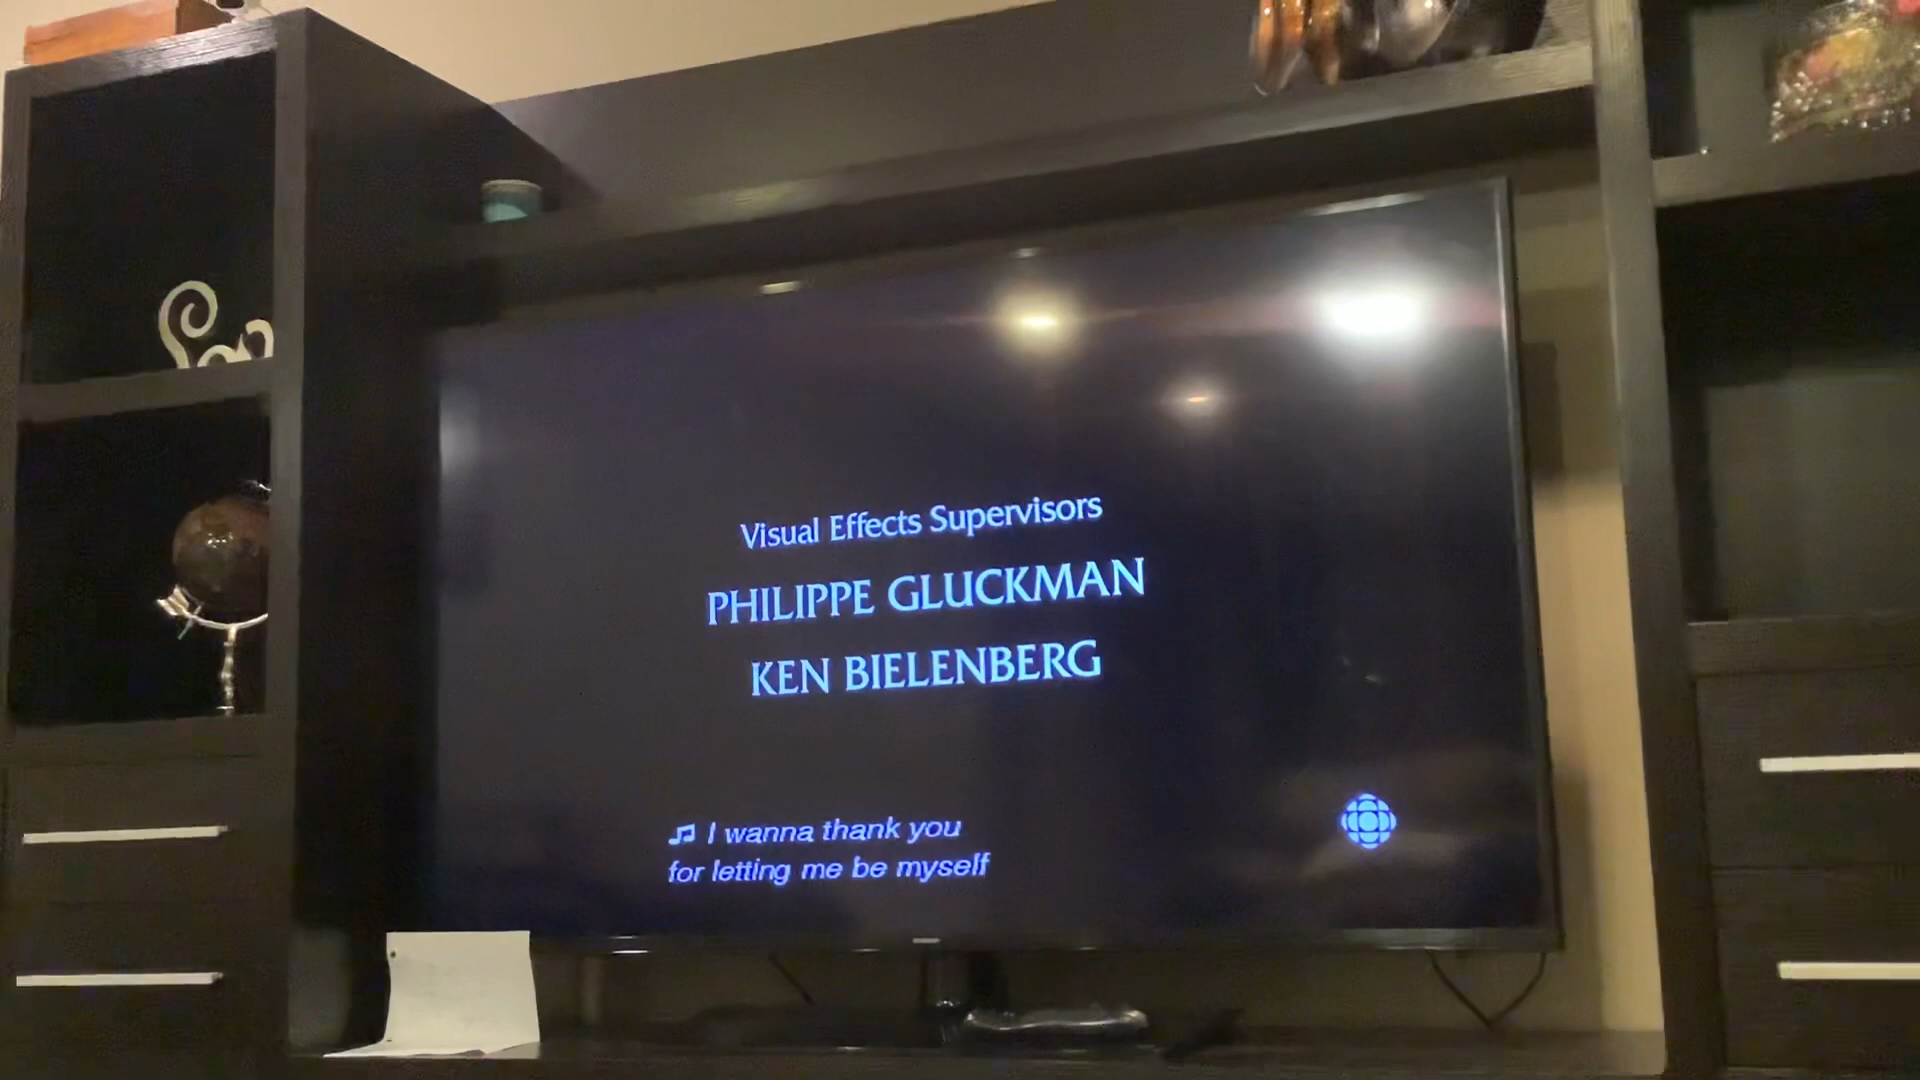 Visual Effects Supervisors
PHILIPPE GLUCKMAN
KEN BIELENBERG
♫ I wanna thank you
for letting me be myself